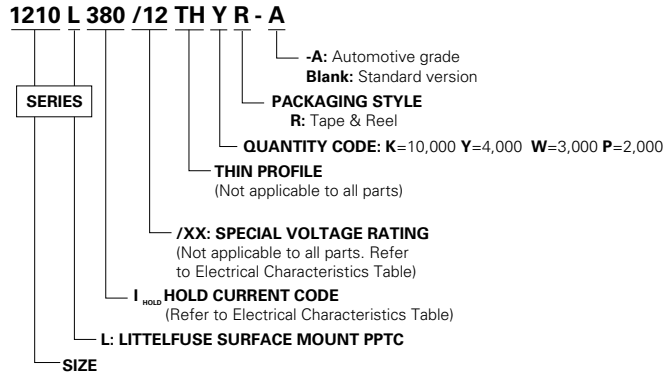 1210 L 380 /12 TH Y R - A
-A: Automotive grade
Blank: Standard version
SERIES
PACKAGING STYLE
R: Tape & Reel
QUANTITY CODE: K=10,000 Y=4,000 W=3,000 P=2,000
THIN PROFILE
(Not applicable to all parts)
/XX: SPECIAL VOLTAGE RATING
(Not applicable to all parts. Refer
to Electrical Characteristics Table)
I HOLD HOLD CURRENT CODE
(Refer to Electrical Characteristics Table)
L: LITTELFUSE SURFACE MOUNT PPTC
SIZE